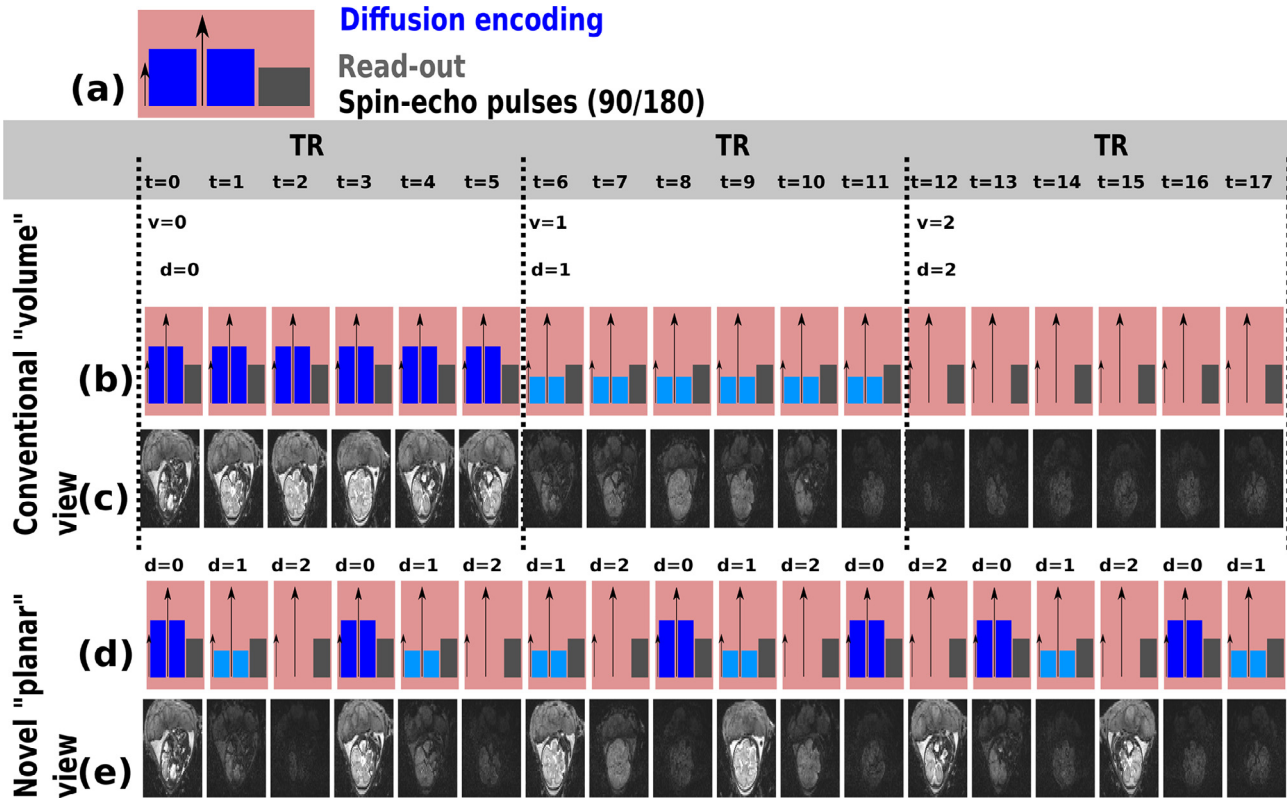 Diffusion encoding
(a)
Read-out
Spin-echo pulses (90/180)
TR TR TR
t=0 t=1 t=2 t=3 t=4 t=5 t=6 t=7 t=8 t=9 t=10 t=11 t=12 t=13 t=14 t=15 t=16 t=17
Conventional "volume"
view
v=0 v=1 v=2
d=0 d=1 d=2
(b)
(c)
Novel "planar"
view
d=0 d=1 d=2 d=0 d=1 d=2 d=1 d=2 d=0 d=1 d=2 d=0 d=2 d=0 d=1 d=2 d=0 d=1
(d)
(e)